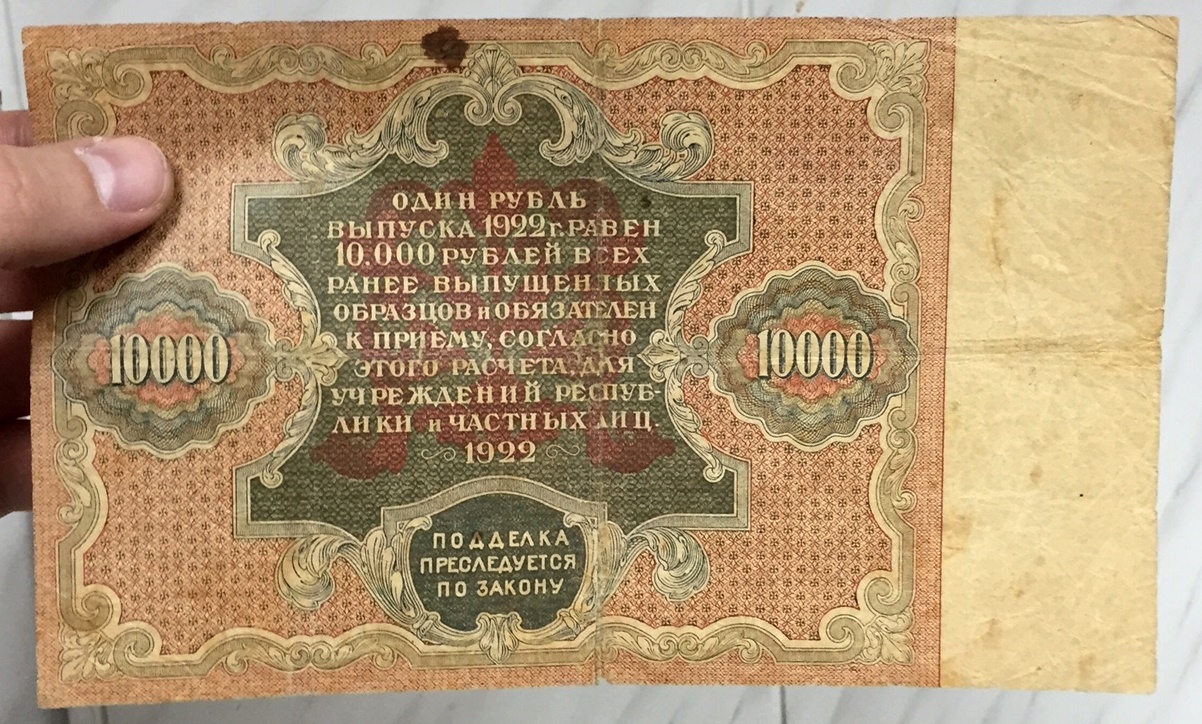 ОДИН РУБЛЬ
ВЫПУСКА 1922 г. РАВЕН
10.000 РУБЛЕЙ ВСЕХ
РАНЕЕ ВЫПУЩЕННЫХ
ОБРАЗЦОВ и ОБЯЗАТЕЛЕН
К ПРИЕМУ, СОГЛАСНО
ЭТОГО РАСЧЕТА, ДЛЯ
УЧРЕЖДЕНИЙ РЕСПУБ-
ЛИКИ и ЧАСТНЫХ ЛИЦ.
1922
10000
10000
ПОДДЕЛКА
ПРЕСЛЕДУЕТСЯ
ПО ЗАКОНУ